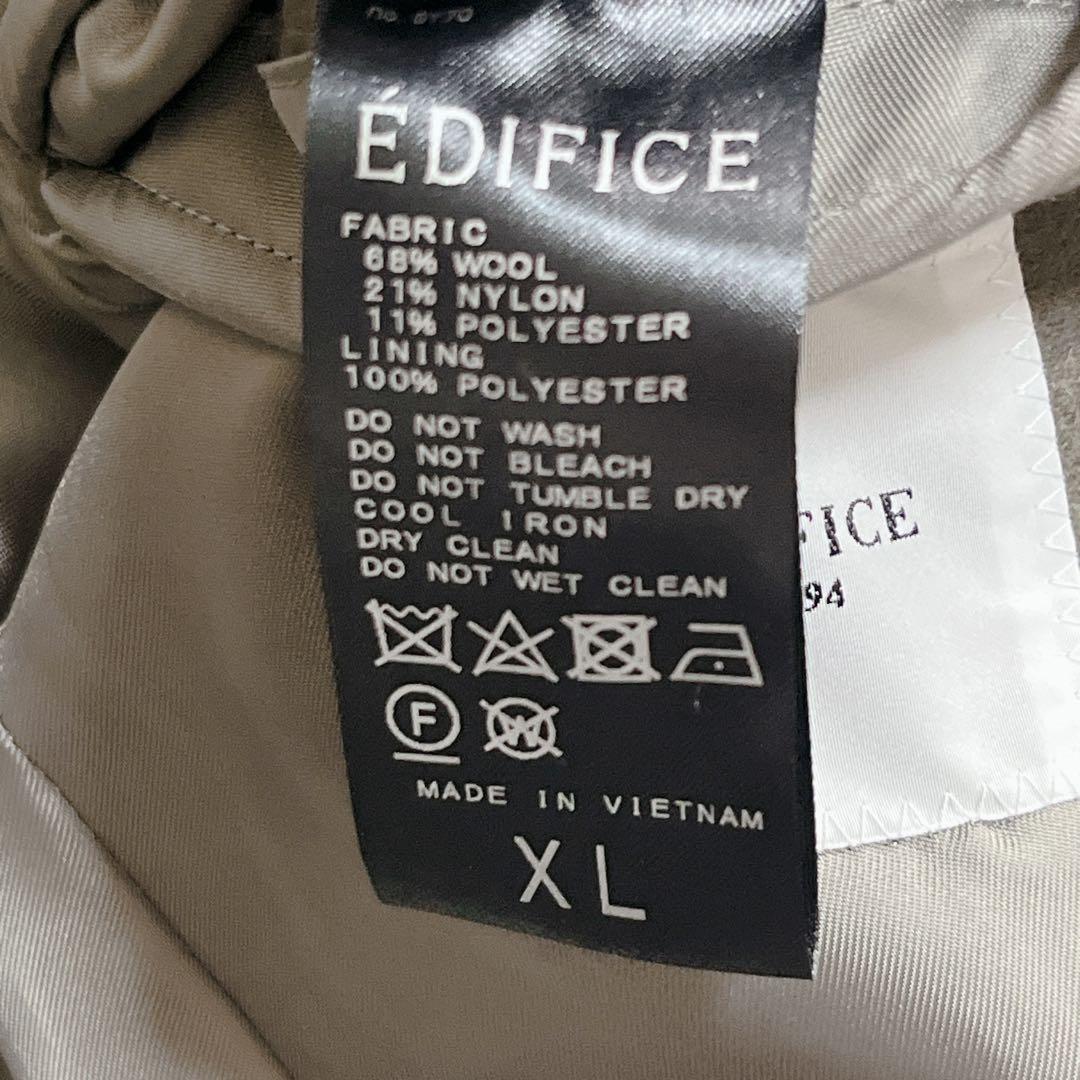 ÉDIFICE
FABRIC
68% WOOL
21% NYLON
11% POLYESTER
LINING
100% POLYESTER
DO NOT WASH
DO NOT BLEACH
DO NOT TUMBLE DRY
COOL IRON
DRY CLEAN
DO NOT WET CLEAN
F
W
MADE IN VIETNAM
XL
FICE
94